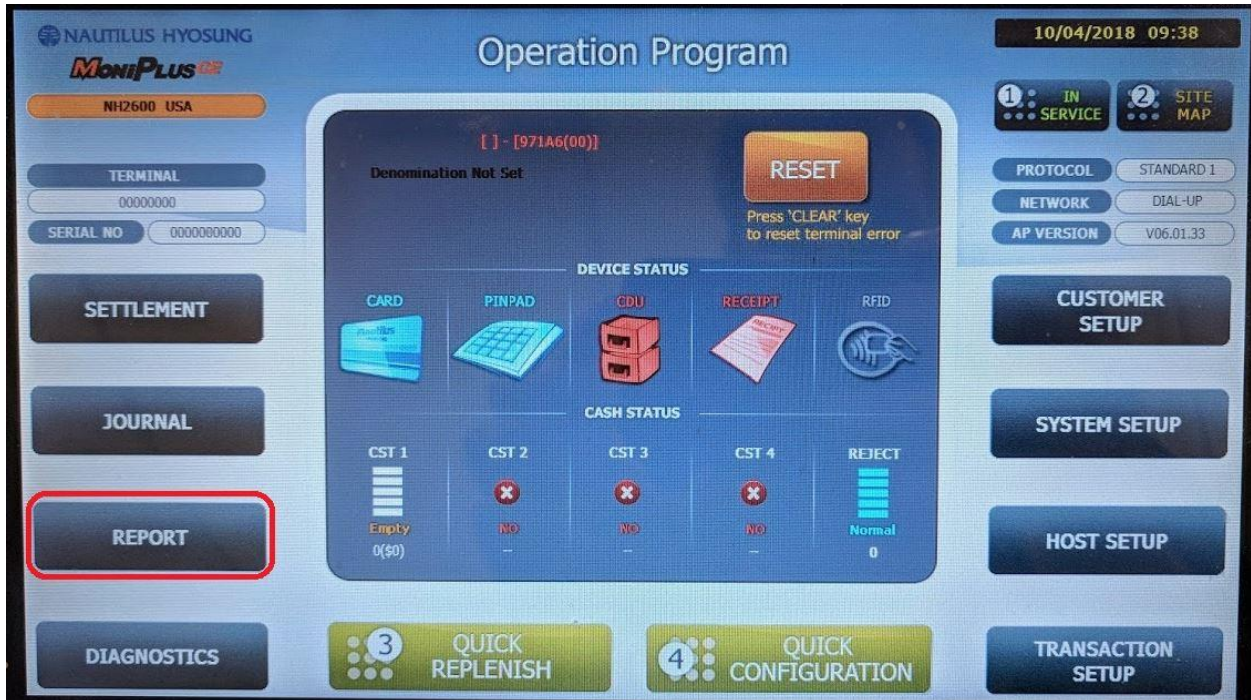 NAUTILUS HYOSUNG
MONIPLUS CE
NH2600 USA
Operation Program
10/04/2018 09:38
1 IN SERVICE
2 SITE MAP
TERMINAL
00000000
SERIAL NO 0000000000
[ ] - [971A6(00)]
Denomination Not Set
RESET
Press 'CLEAR' key
to reset terminal error
PROTOCOL STANDARD 1
NETWORK DIAL-UP
AP VERSION V06.01.33
DEVICE STATUS
CARD PINPAD CDU RECEIPT RFID
Nautilus
RECEIPT
CASH STATUS
CST 1 CST 2 CST 3 CST 4 REJECT
Empty NO NO NO Normal
0($0) -- -- -- 0
SETTLEMENT
JOURNAL
REPORT
DIAGNOSTICS
3 QUICK
REPLENISH
4 QUICK
CONFIGURATION
CUSTOMER
SETUP
SYSTEM SETUP
HOST SETUP
TRANSACTION
SETUP